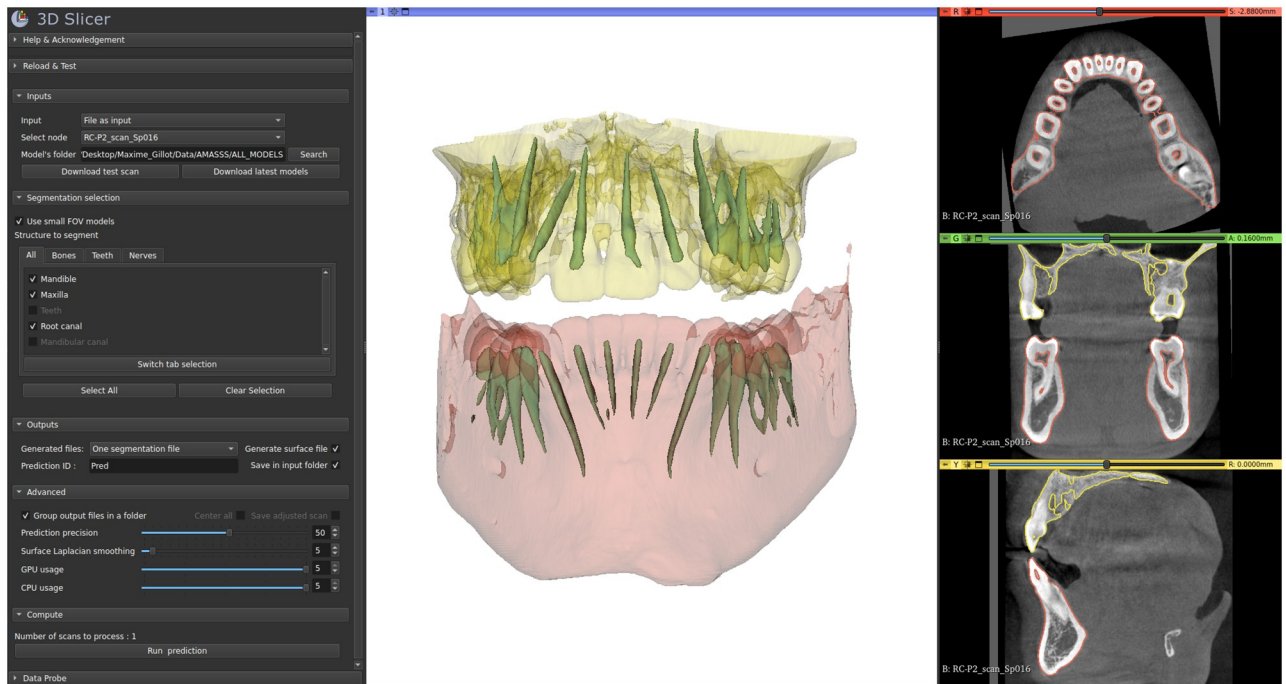 3D Slicer
Help & Acknowledgement
Reload & Test
Inputs
Input File as input
Select node RC-P2_scan_Sp016
Model's folder 'Desktop/Maxime_Gillot/Data/AMASSS/ALL_MODELS Search
Download test scan Download latest models
Segmentation selection
Use small FOV models
Structure to segment
All Bones Teeth Nerves
Mandible
Maxilla
Teeth
Root canal
Mandibular canal
Switch tab selection
Select All Clear Selection
Outputs
Generated files: One segmentation file Generate surface file
Prediction ID : Pred Save in input folder
Advanced
Group output files in a folder Center all Save adjusted scan
Prediction precision 50
Surface Laplacian smoothing 5
GPU usage 5
CPU usage 5
Compute
Number of scans to process : 1
Run prediction
Data Probe
1
R S: -2.8800mm
B: RC-P2_scan_Sp016
G A: 0.1600mm
B: RC-P2_scan_Sp016
Y R: 0.0000mm
B: RC-P2_scan_Sp016